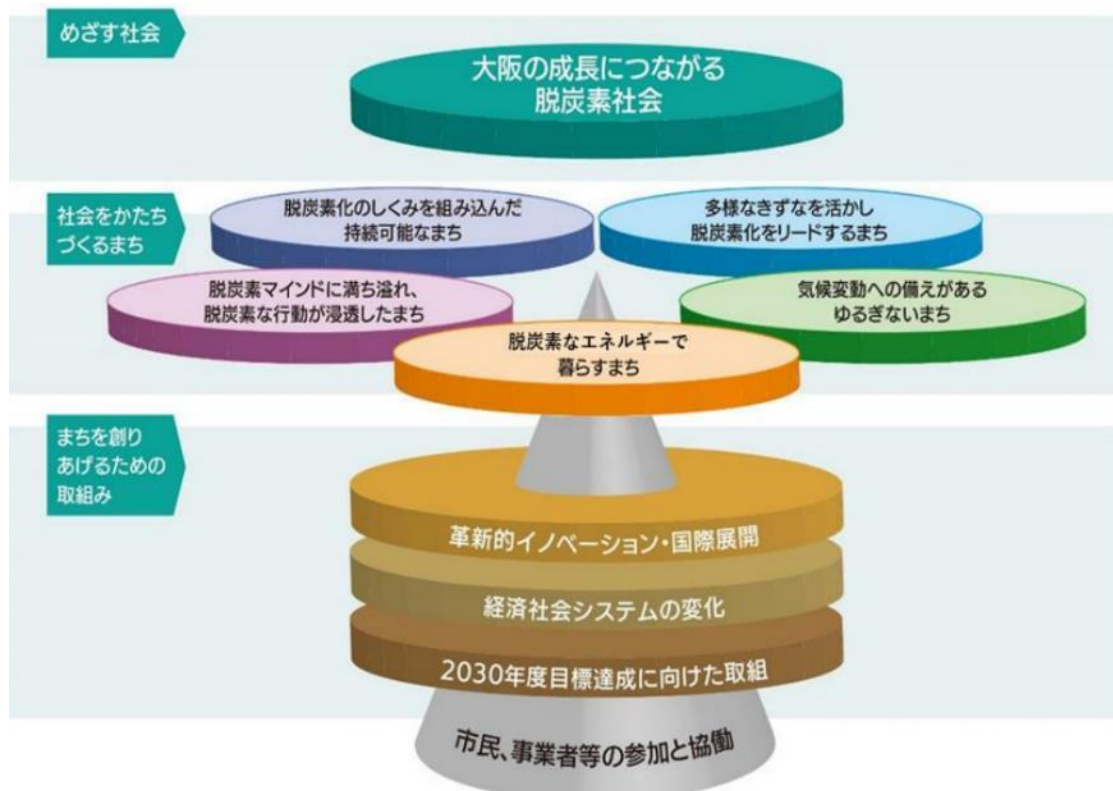 めざす社会
大阪の成長につながる
脱炭素社会
社会をかたち
づくるまち
脱炭素化のしくみを組み込んだ
持続可能なまち
多様なきずなを活かし
脱炭素化をリードするまち
脱炭素マインドに満ち溢れ、
脱炭素な行動が浸透したまち
気候変動への備えがある
ゆるぎないまち
脱炭素なエネルギーで
暮らすまち
まちを創り
あげるための
取組み
革新的イノベーション・国際展開
経済社会システムの変化
2030年度目標達成に向けた取組
市民、事業者等の参加と協働